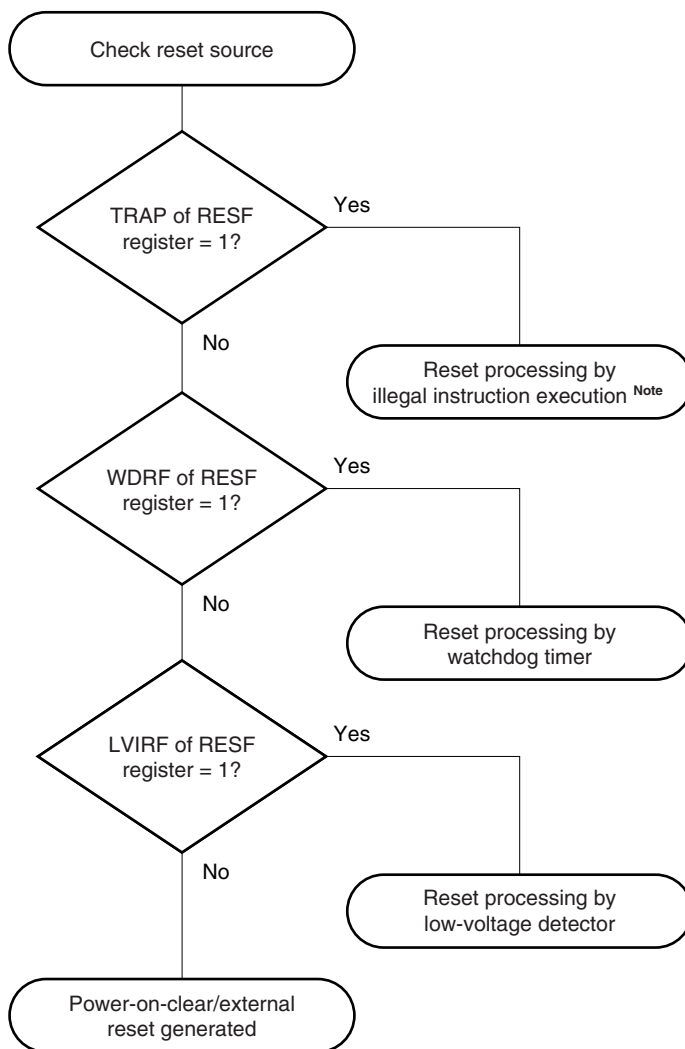 Check reset source
TRAP of RESF
register = 1?
Yes
No
Reset processing by
illegal instruction execution Note
WDRF of RESF
register = 1?
Yes
No
Reset processing by
watchdog timer
LVIRF of RESF
register = 1?
Yes
No
Reset processing by
low-voltage detector
Power-on-clear/external
reset generated